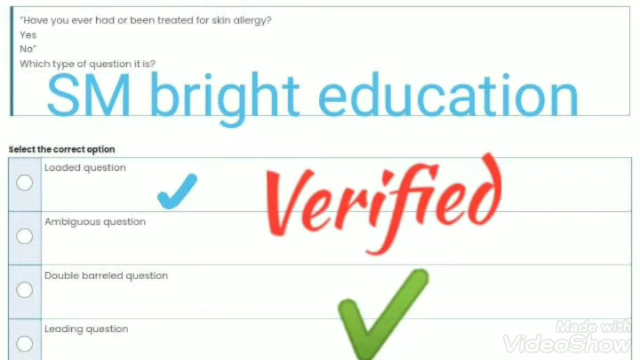 "Have you ever had or been treated for skin allergy?
Yes
No"
Which type of question it is?
SM bright education
Select the correct option
Loaded question
Ambiguous question
Verified
Double barreled question
Leading question
Made with
VideoShow